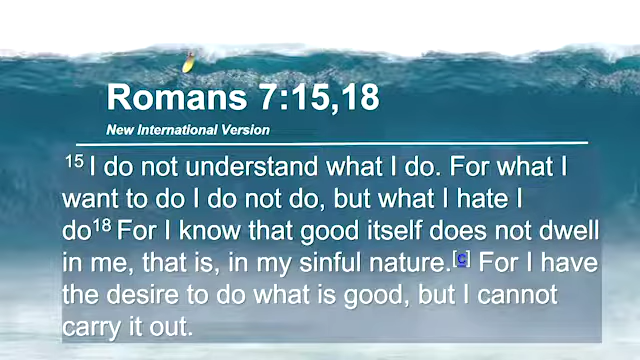 Romans 7:15,18
New International Version
15 I do not understand what I do. For what I
want to do I do not do, but what I hate I
do18 For I know that good itself does not dwell
in me, that is, in my sinful nature.[c] For I have
the desire to do what is good, but I cannot
carry it out.